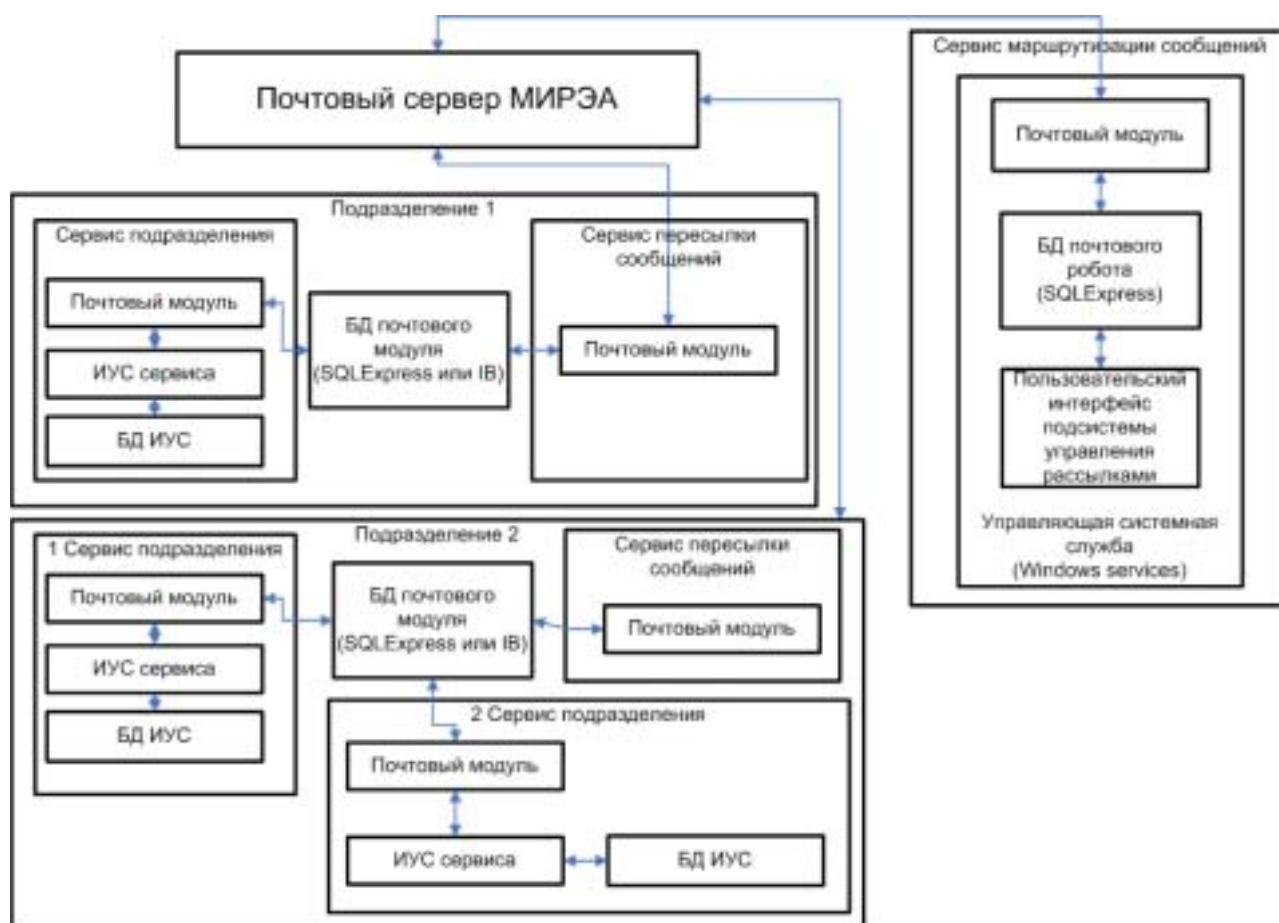 Почтовый сервер МИРЭА
Сервис маршрутизации сообщений
Почтовый модуль
БД почтового
робота
(SQLExpress)
Пользовательский
интерфейс
подсистемы
управления
рассылками
Управляющая системная
служба
(Windows services)
Подразделение 1
Сервис подразделения
Почтовый модуль
ИУС сервиса
БД ИУС
БД почтового
модуля
(SQLExpress или IB)
Сервис пересылки
сообщений
Почтовый модуль
Подразделение 2
1 Сервис подразделения
Почтовый модуль
ИУС сервиса
БД ИУС
БД почтового
модуля
(SQLExpress или IB)
Сервис пересылки
сообщений
Почтовый модуль
2 Сервис подразделения
Почтовый модуль
ИУС сервиса
БД ИУС